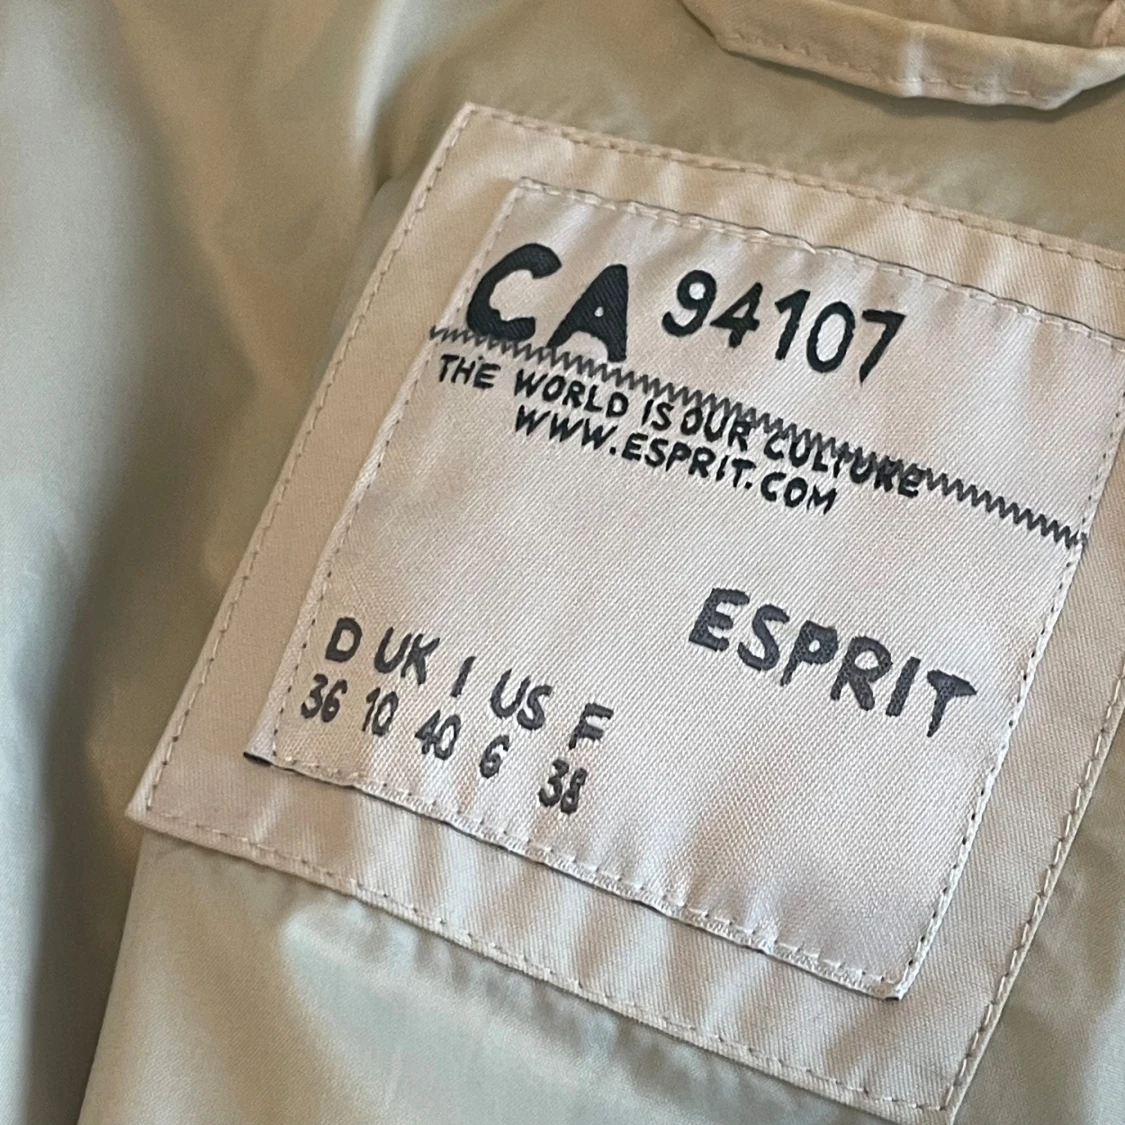 CA 94107
THE WORLD IS OUR CULTURE
WWW.ESPRIT.COM
ESPRIT
D UK I US F
36 10 40 6 38